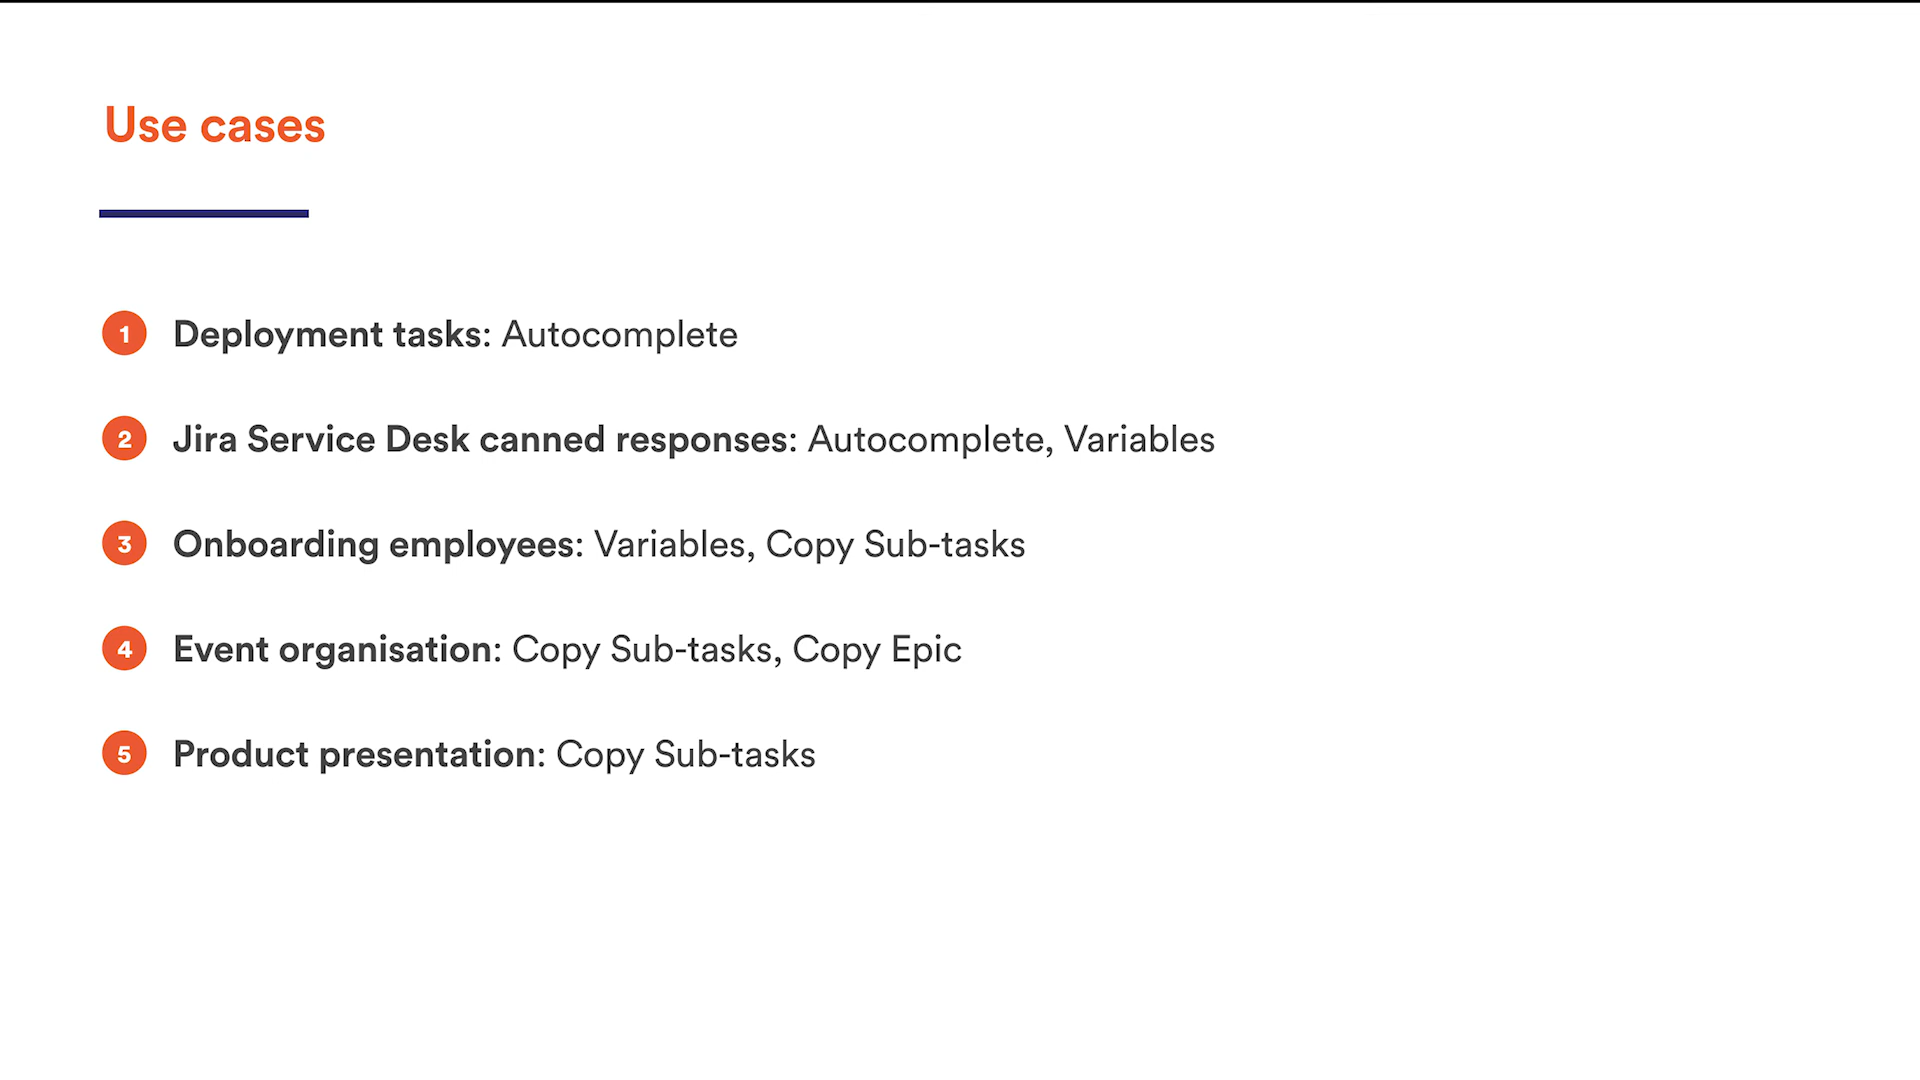 Use cases
1 Deployment tasks: Autocomplete
2 Jira Service Desk canned responses: Autocomplete, Variables
3 Onboarding employees: Variables, Copy Sub-tasks
4 Event organisation: Copy Sub-tasks, Copy Epic
5 Product presentation: Copy Sub-tasks